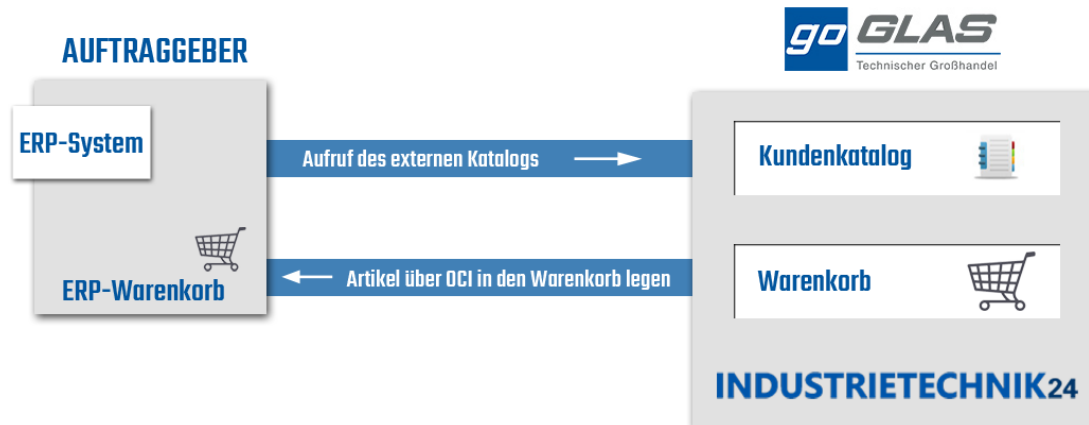 AUFTRAGGEBER
ERP-System
ERP-Warenkorb
Aufruf des externen Katalogs
Artikel über OCI in den Warenkorb legen
go GLAS
Technischer Großhandel
Kundenkatalog
Warenkorb
INDUSTRIETECHNIK24